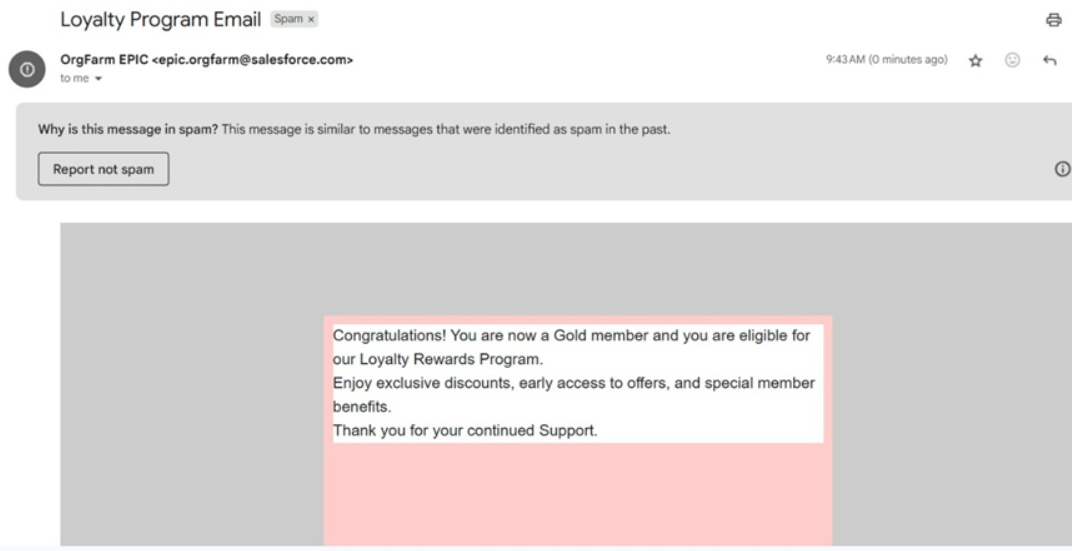 Loyalty Program Email Spam ×
OrgFarm EPIC <epic.orgfarm@salesforce.com> 9:43 AM (0 minutes ago)
to me
Why is this message in spam? This message is similar to messages that were identified as spam in the past.
Report not spam
Congratulations! You are now a Gold member and you are eligible for
our Loyalty Rewards Program.
Enjoy exclusive discounts, early access to offers, and special member
benefits.
Thank you for your continued Support.